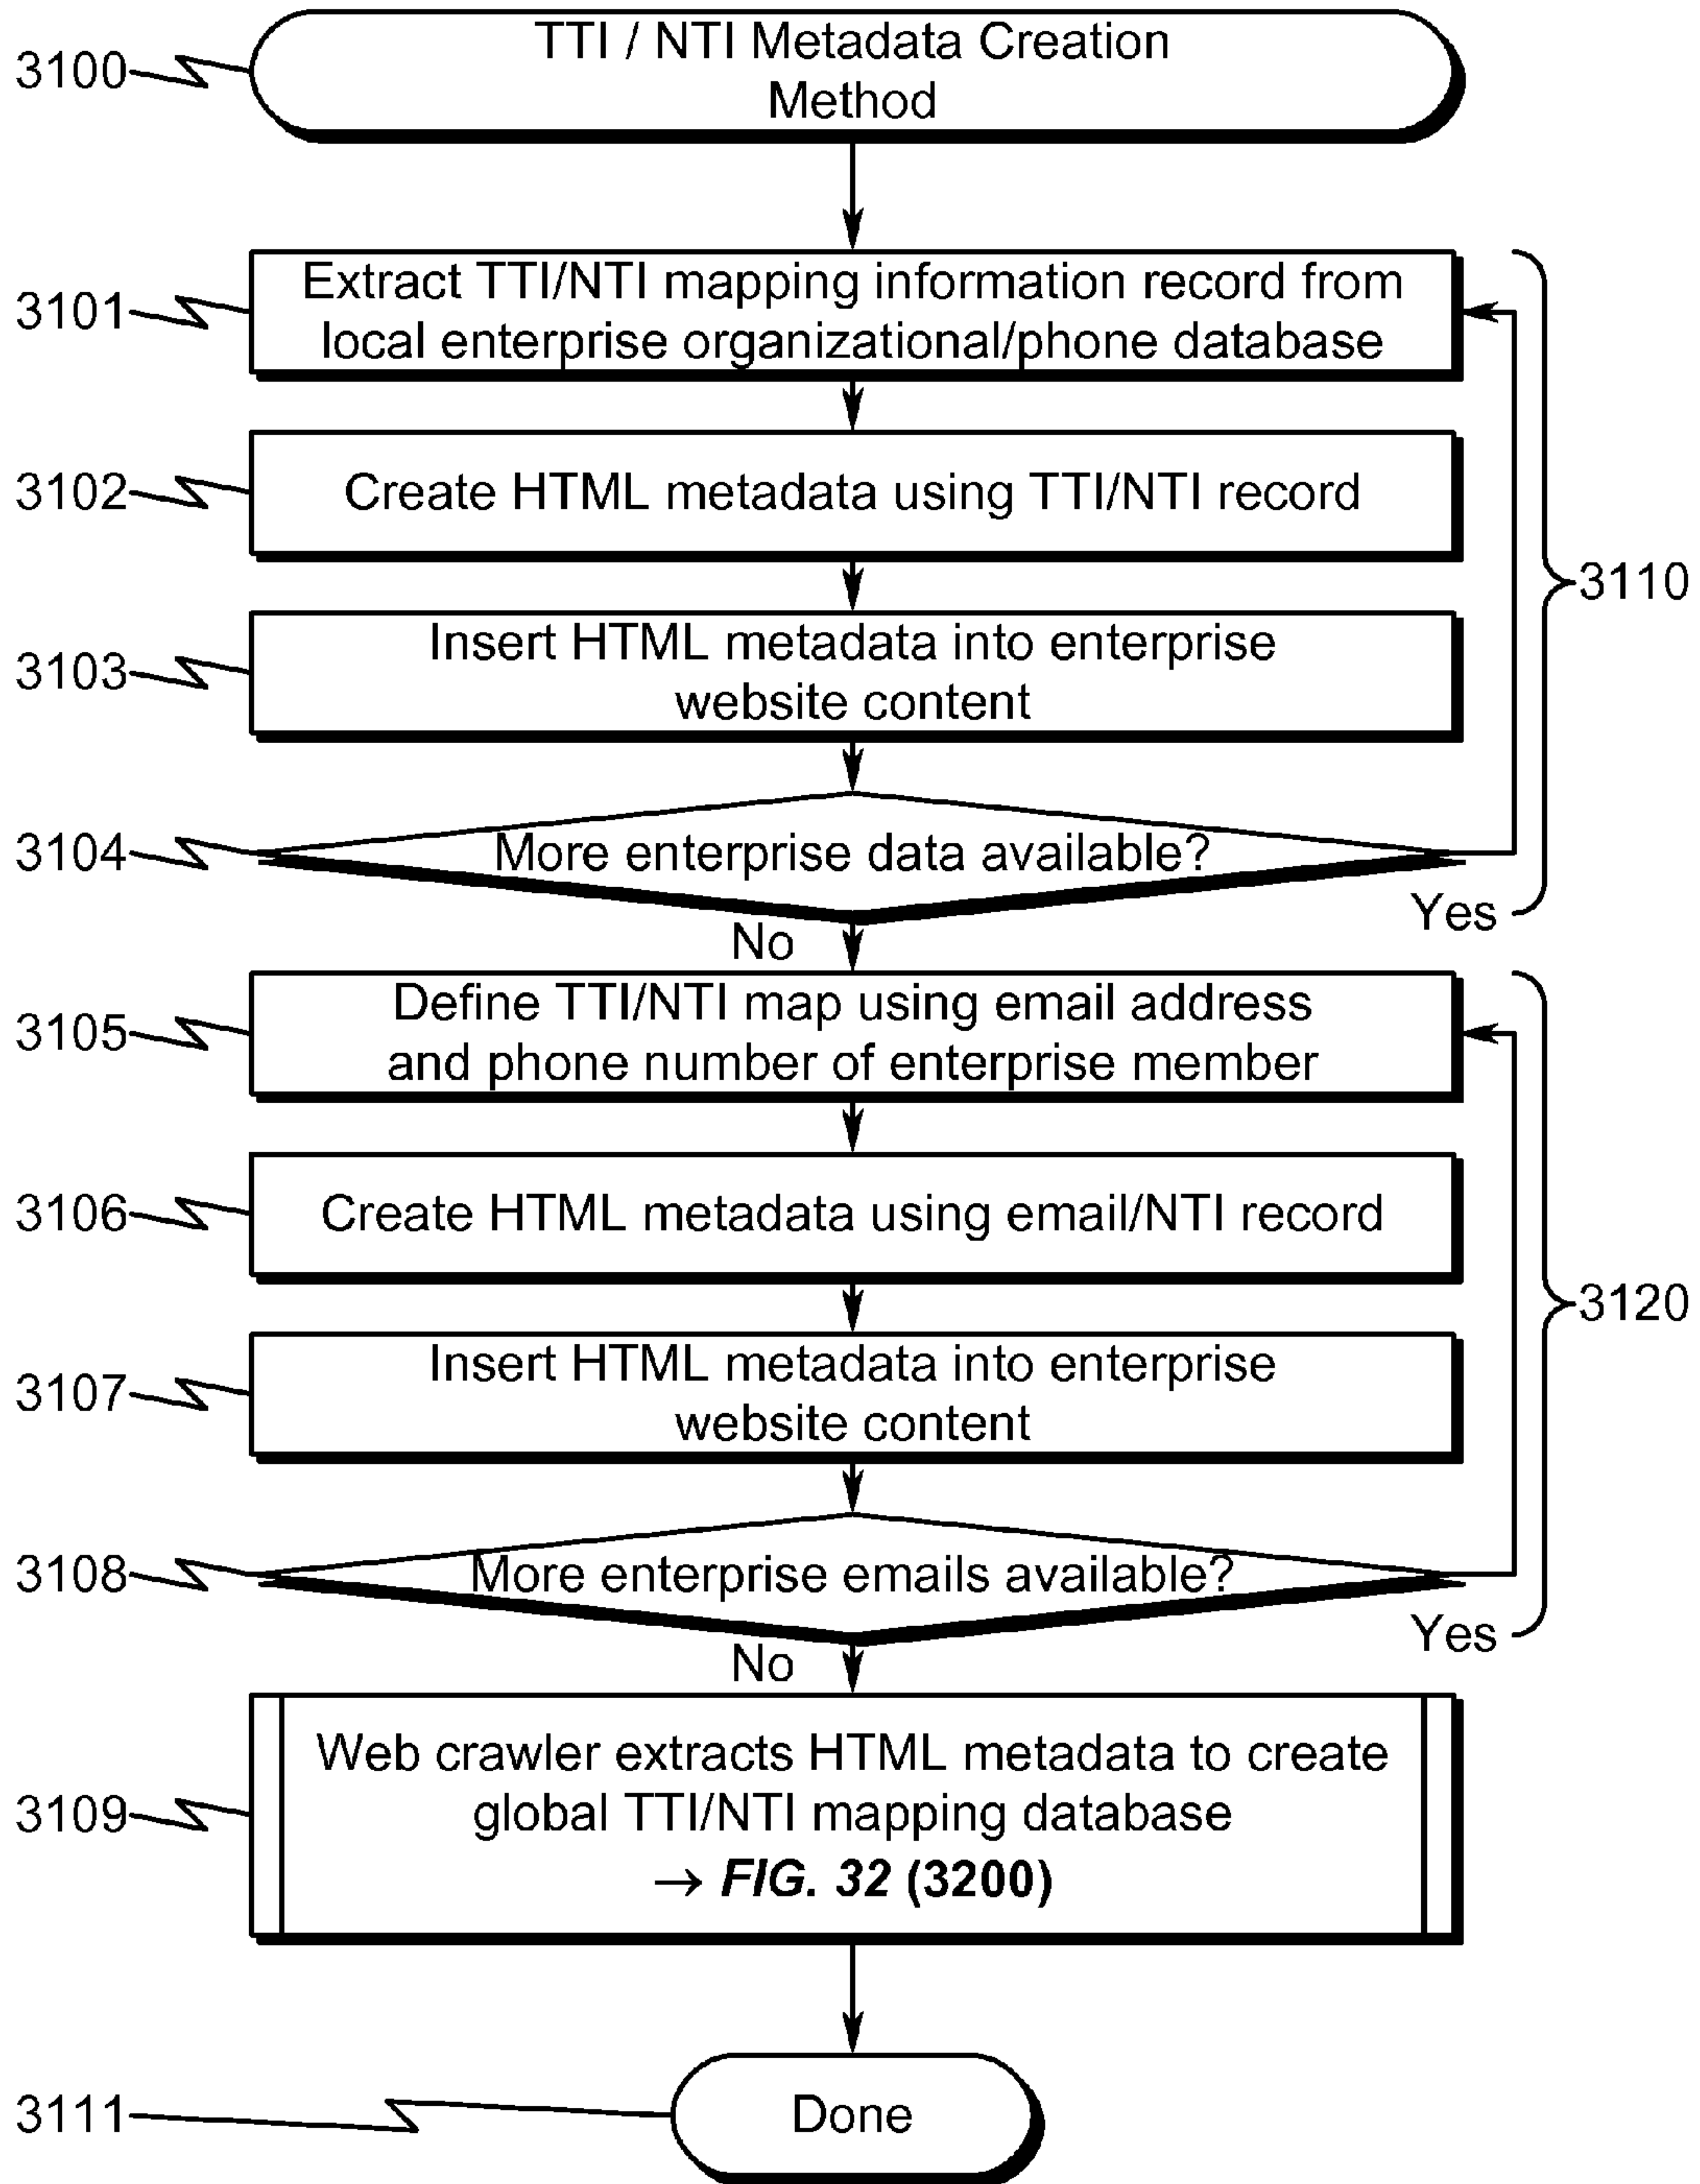 3100
TTI / NTI Metadata Creation
Method
3101
Extract TTI/NTI mapping information record from
local enterprise organizational/phone database
3102
Create HTML metadata using TTI/NTI record
3110
3103
Insert HTML metadata into enterprise
website content
3104
More enterprise data available?
Yes
No
3105
Define TTI/NTI map using email address
and phone number of enterprise member
3106
Create HTML metadata using email/NTI record
3120
3107
Insert HTML metadata into enterprise
website content
3108
More enterprise emails available?
Yes
No
3109
Web crawler extracts HTML metadata to create
global TTI/NTI mapping database
→ FIG. 32 (3200)
3111
Done